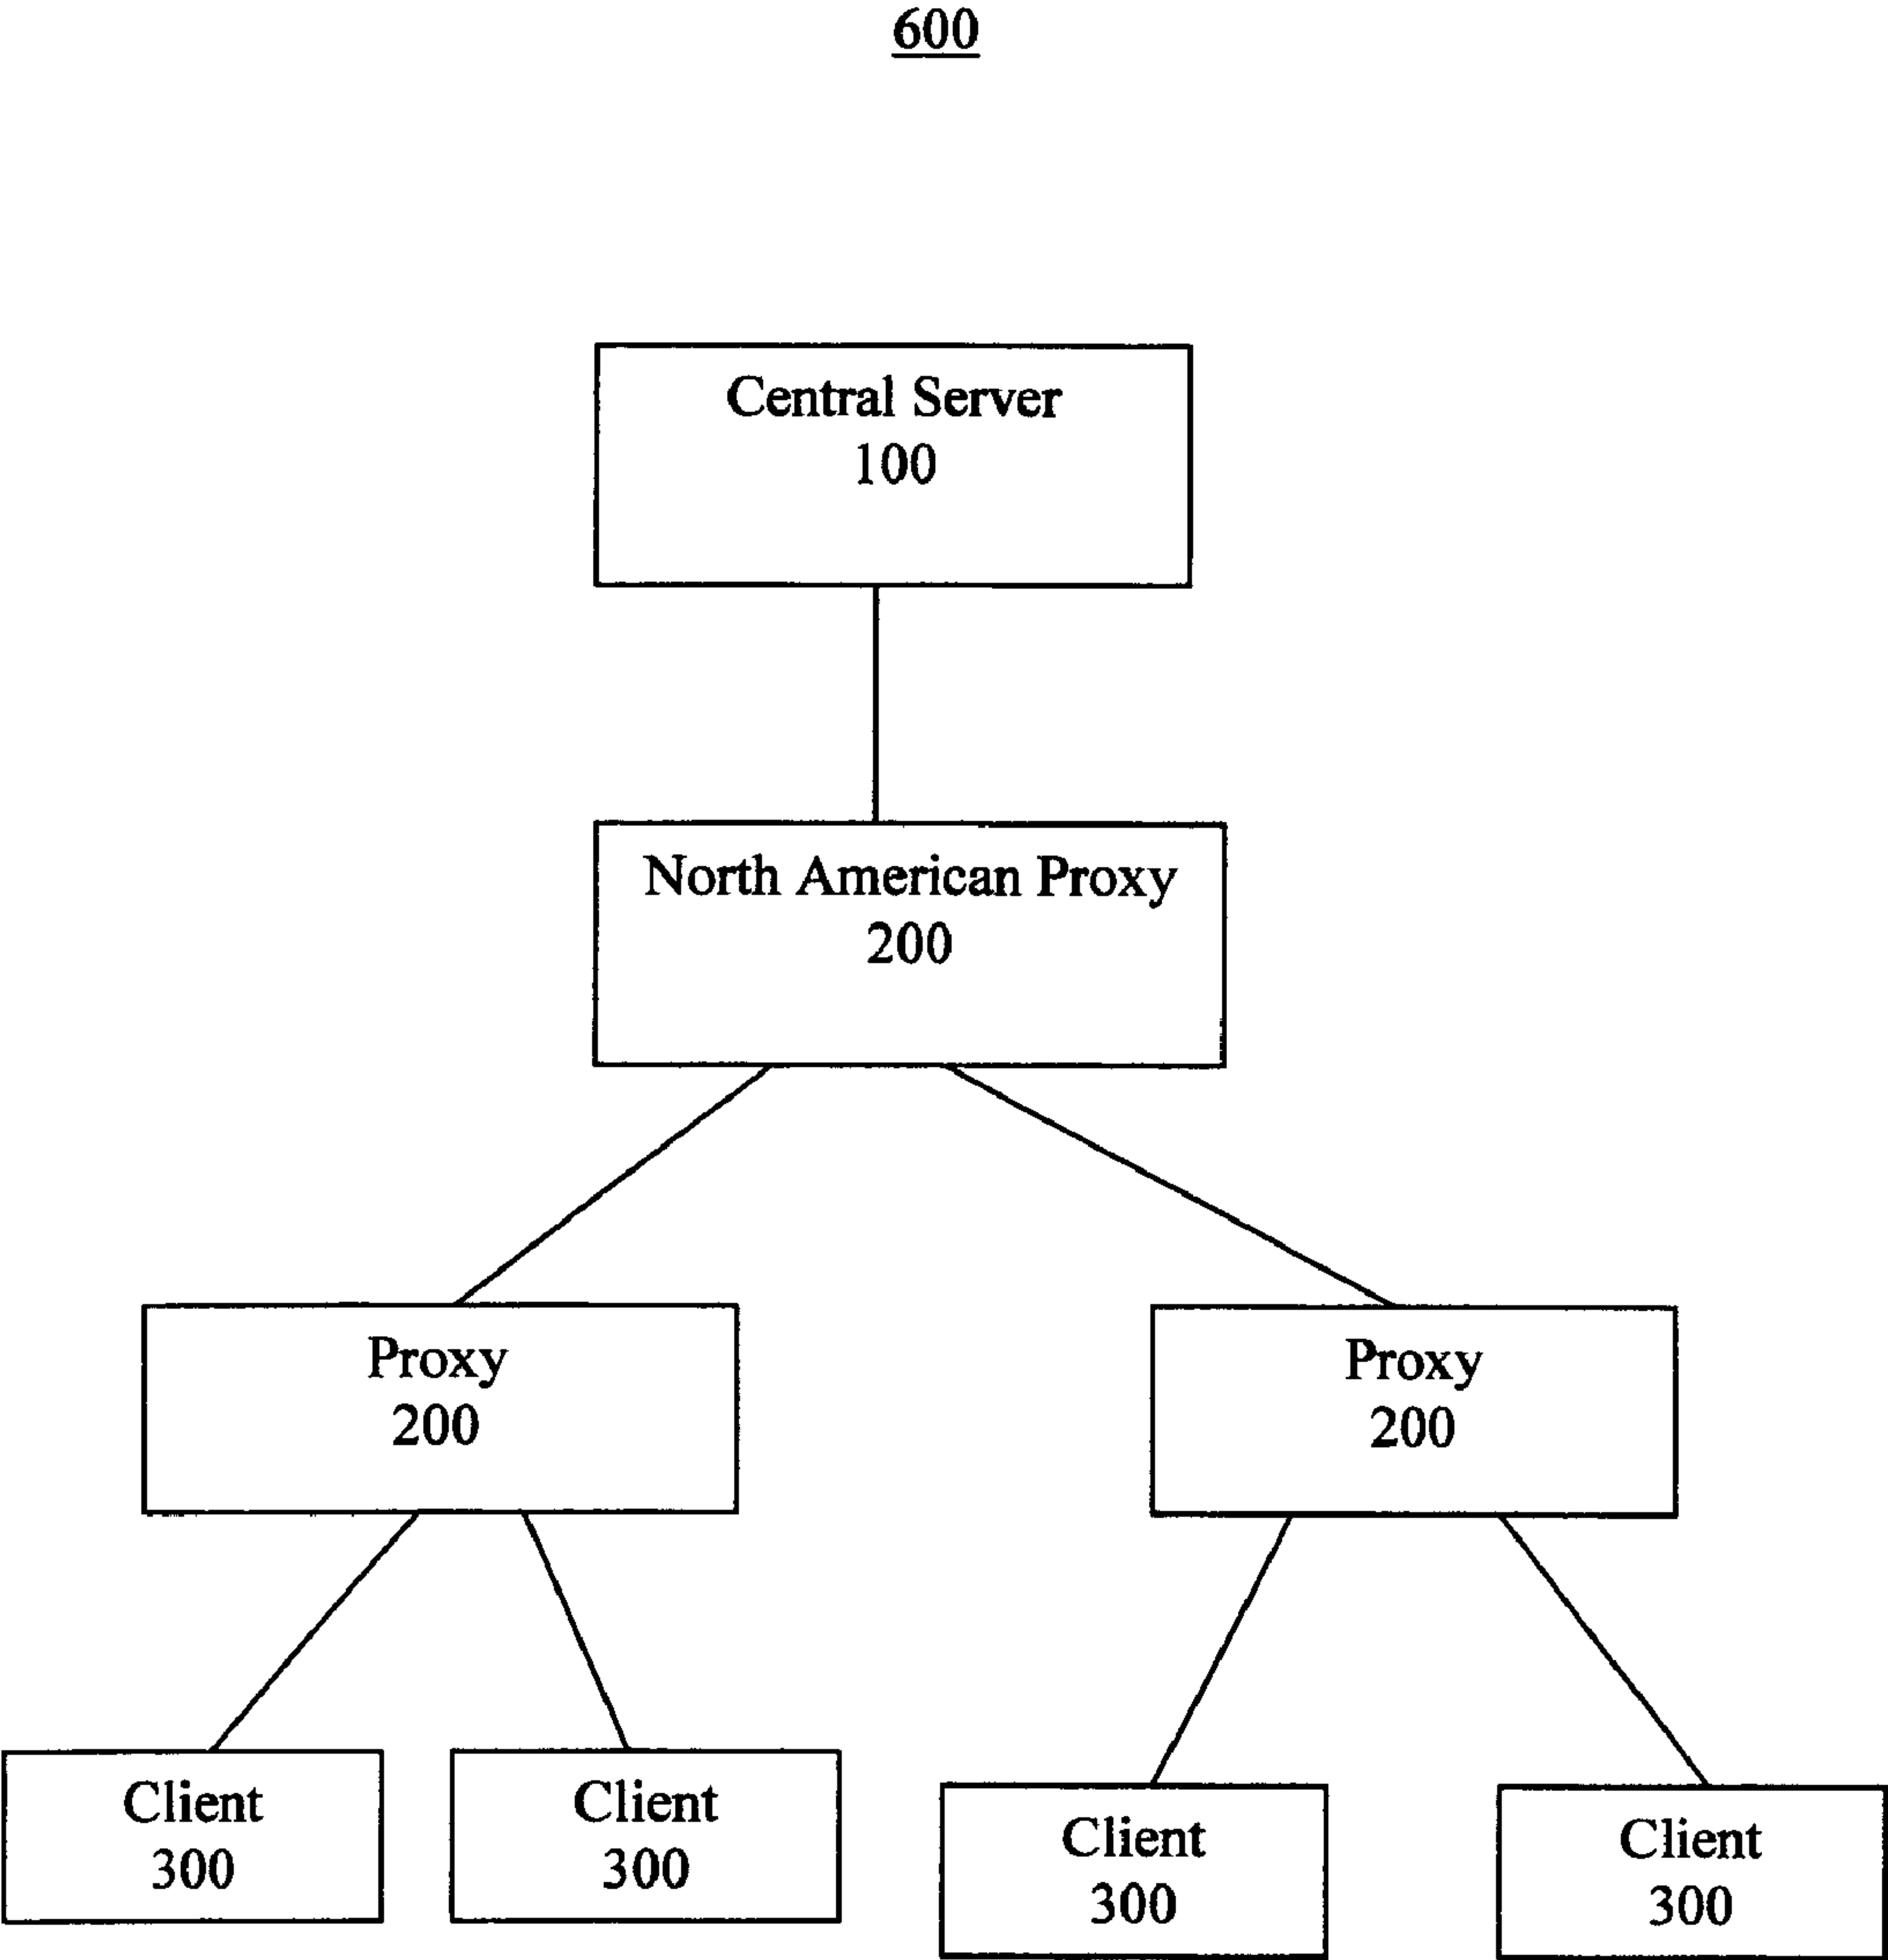 600
Central Server
100
North American Proxy
200
Proxy
200
Proxy
200
Client
300
Client
300
Client
300
Client
300